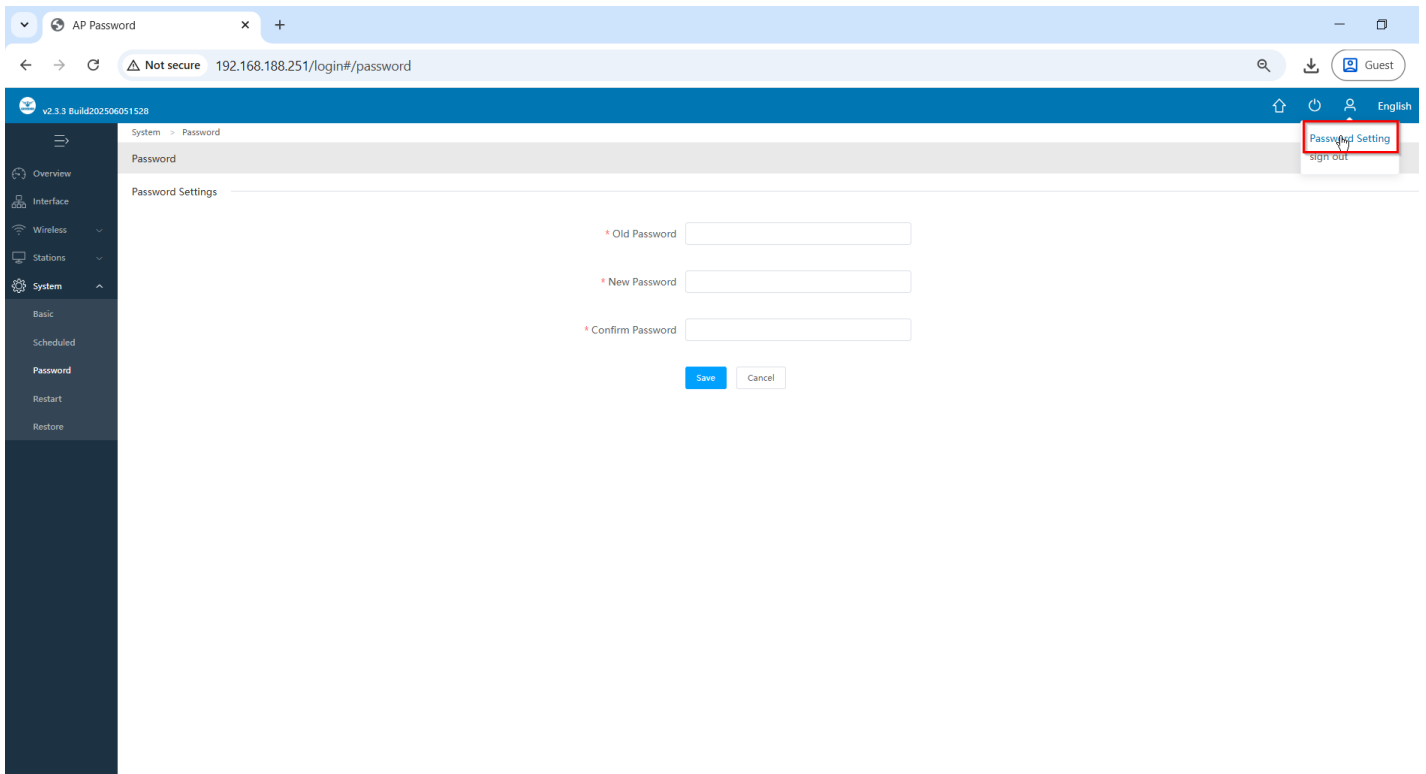 AP Password
Not secure 192.168.188.251/login#/password
Guest
v2.3.3 Build202506051528
English
System > Password
Password Setting
sign out
Password
Overview
Password Settings
Interface
Wireless
* Old Password
Stations
* New Password
System
Basic
* Confirm Password
Scheduled
Password
Save Cancel
Restart
Restore